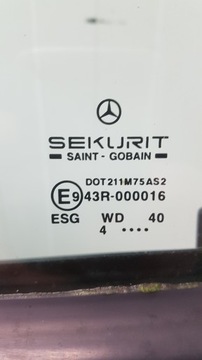 SEKURIT
SAINT - GOBAIN
DOT211M75AS2
E9 43R-000016
ESG WD 40
4 ••••